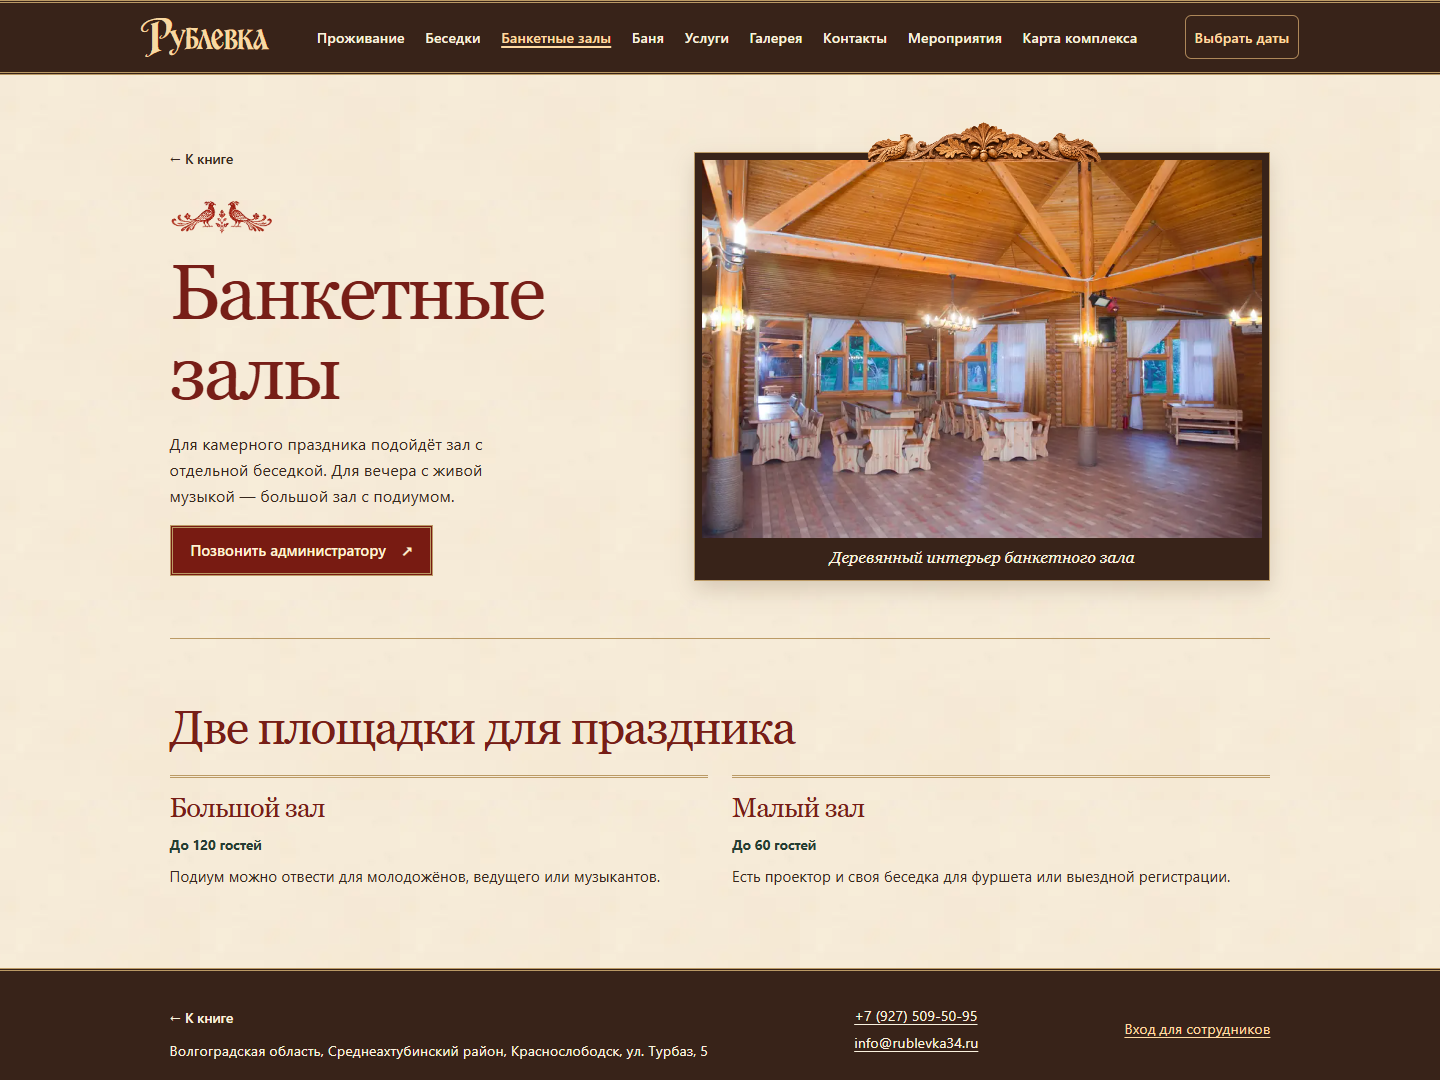 Рублевка
Проживание Беседки Банкетные залы Баня Услуги Галерея Контакты Мероприятия Карта комплекса
Выбрать даты
← К книге
Банкетные
залы
Для камерного праздника подойдёт зал с
отдельной беседкой. Для вечера с живой
музыкой — большой зал с подиумом.
Позвонить администратору ↗
Деревянный интерьер банкетного зала
Две площадки для праздника
Большой зал
До 120 гостей
Подиум можно отвести для молодожёнов, ведущего или музыкантов.
Малый зал
До 60 гостей
Есть проектор и своя беседка для фуршета или выездной регистрации.
← К книге
Волгоградская область, Среднеахтубинский район, Краснослободск, ул. Турбаз, 5
+7 (927) 509-50-95
info@rublevka34.ru
Вход для сотрудников